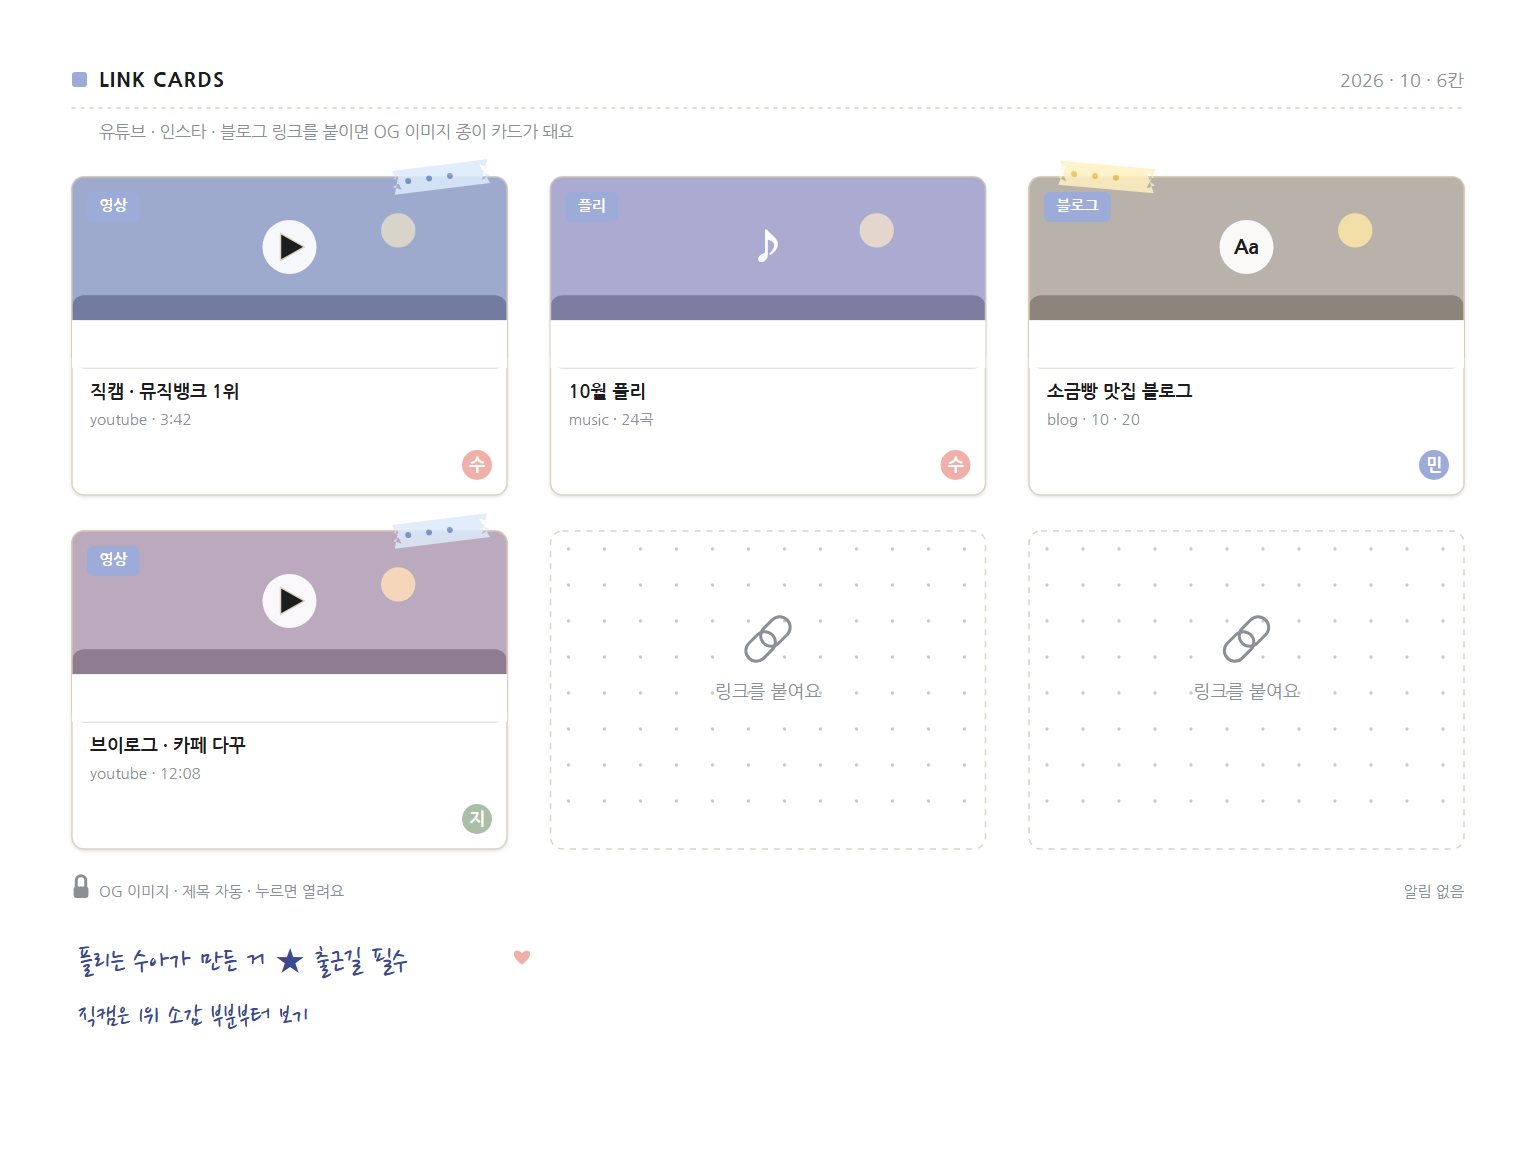 LINK CARDS
2026 · 10 · 6칸
유튜브 · 인스타 · 블로그 링크를 붙이면 OG 이미지 종이 카드가 돼요
영상
직캠 · 뮤직뱅크 1위
youtube · 3:42
수
플리
10월 플리
music · 24곡
수
블로그
Aa
소금빵 맛집 블로그
blog · 10 · 20
민
영상
브이로그 · 카페 다꾸
youtube · 12:08
지
링크를 붙여요
링크를 붙여요
OG 이미지 · 제목 자동 · 누르면 열려요
알림 없음
플리는 수아가 만든 거 ★ 출근길 필수
직캠은 1위 소감 부분부터 보기